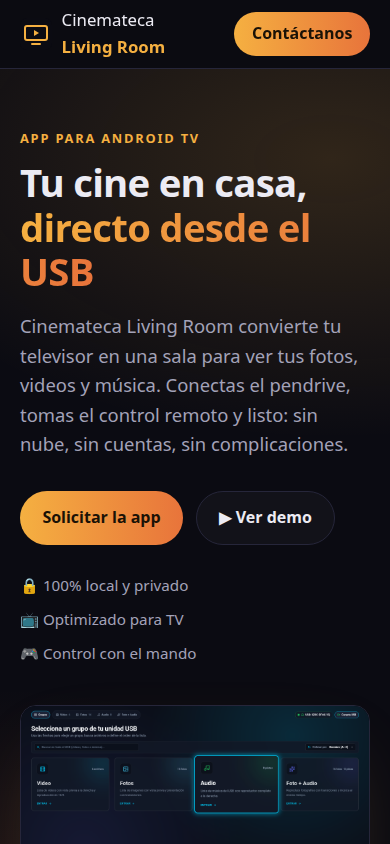 Cinemateca
Living Room
Contáctanos
APP PARA ANDROID TV
Tu cine en casa,
directo desde el
USB
Cinemateca Living Room convierte tu
televisor en una sala para ver tus fotos,
videos y música. Conectas el pendrive,
tomas el control remoto y listo: sin
nube, sin cuentas, sin complicaciones.
Solicitar la app
▶ Ver demo
🔒 100% local y privado
📺 Optimizado para TV
🎮 Control con el mando
Selecciona un grupo de tu unidad USB
Video
Fotos
Audio
Foto + Audio